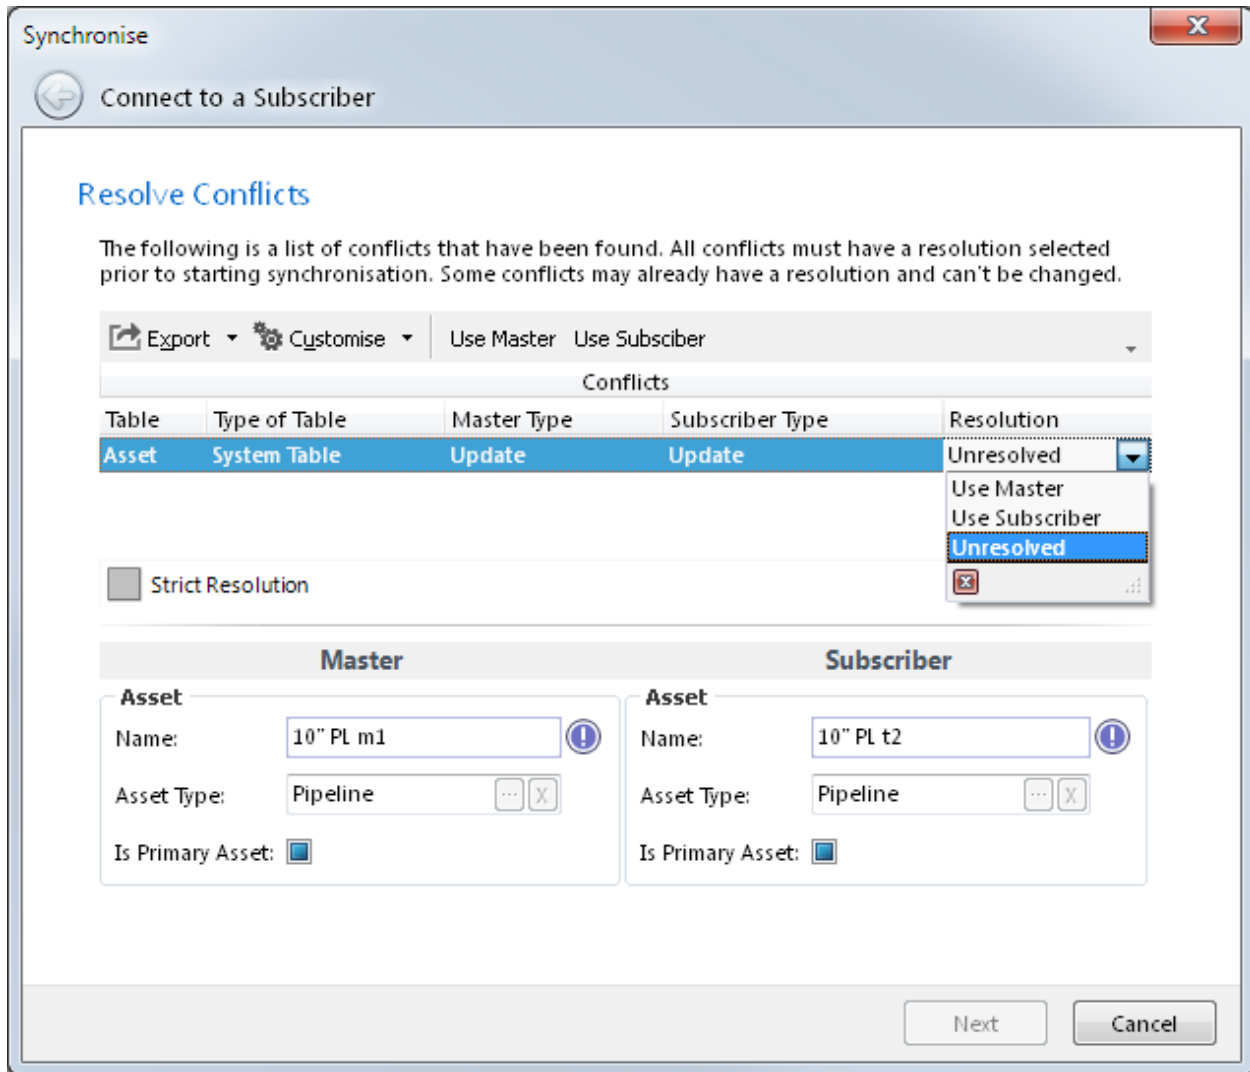 Synchronise
Connect to a Subscriber
Resolve Conflicts
The following is a list of conflicts that have been found. All conflicts must have a resolution selected
prior to starting synchronisation. Some conflicts may already have a resolution and can't be changed.
Export Customise Use Master Use Subsciber
Conflicts
Table Type of Table Master Type Subscriber Type Resolution
Asset System Table Update Update Unresolved
Use Master
Use Subscriber
Unresolved
Strict Resolution
Master Subscriber
Asset Asset
Name: 10" PL m1 Name: 10" PL t2
Asset Type: Pipeline ... X Asset Type: Pipeline ... X
Is Primary Asset: Is Primary Asset:
Next Cancel